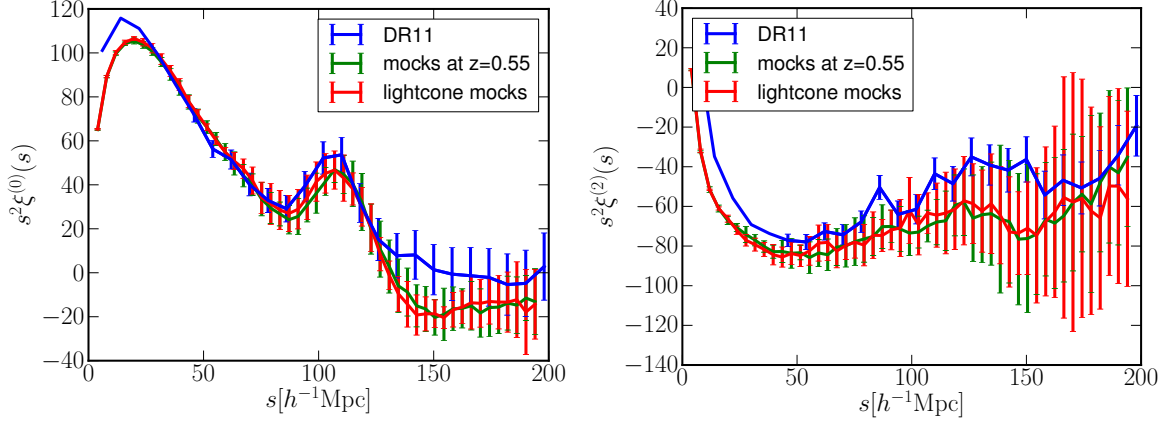 120
100
80
60
40
20
0
−20
−40
0 50 100 150 200
s²ξ⁽⁰⁾(s)
s[h⁻¹Mpc]
DR11
mocks at z=0.55
lightcone mocks
40
20
0
−20
−40
−60
−80
−100
−120
−140
0 50 100 150 200
s²ξ⁽²⁾(s)
s[h⁻¹Mpc]
DR11
mocks at z=0.55
lightcone mocks